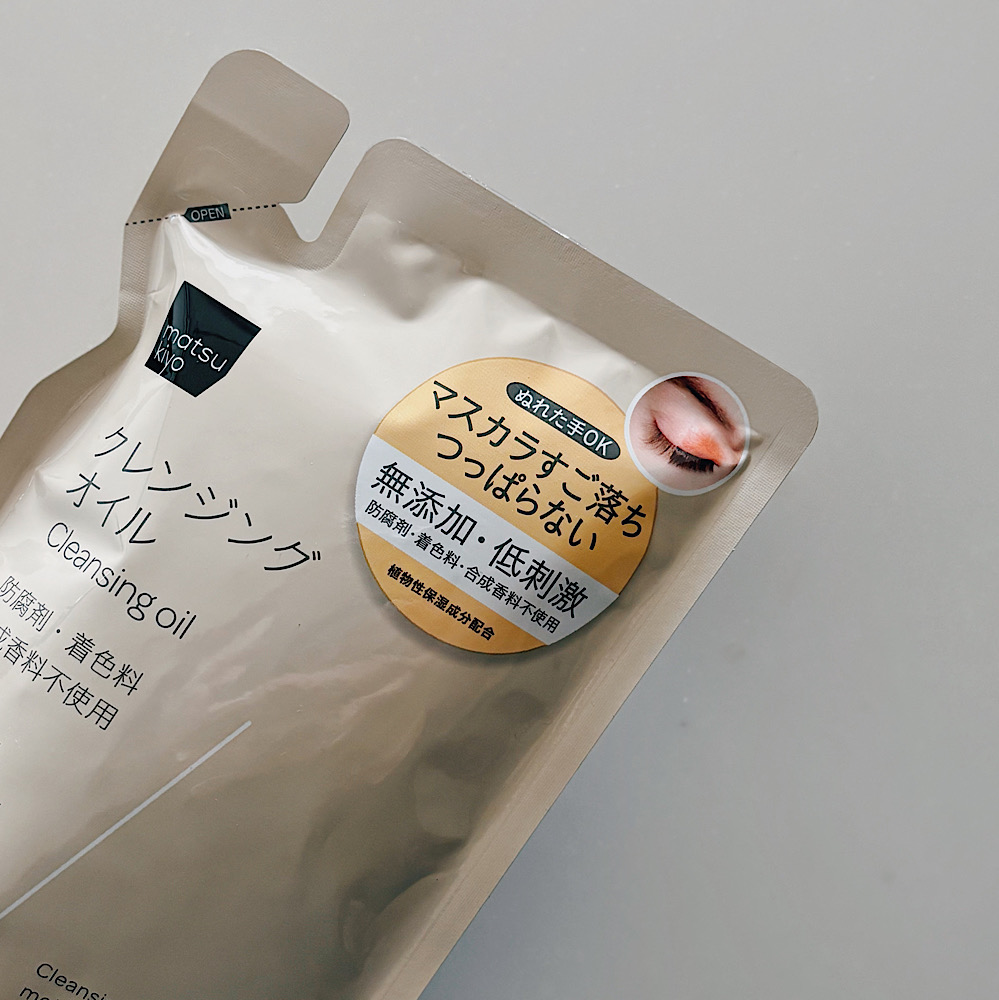 OPEN
matsu
kiyo
クレンジング
オイル
Cleansing oil
防腐剤・着色料
香料不使用
ぬれた手OK
マスカラすご落ち
つっぱらない
無添加・低刺激
防腐剤・着色料・合成香料不使用
植物性保湿成分配合